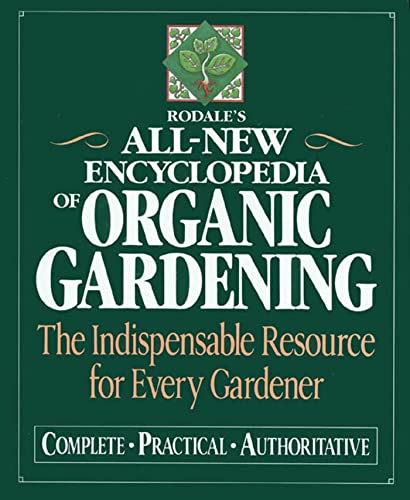 RODALE'S
ALL-NEW
ENCYCLOPEDIA
OF ORGANIC
GARDENING
The Indispensable Resource
for Every Gardener
COMPLETE • PRACTICAL • AUTHORITATIVE